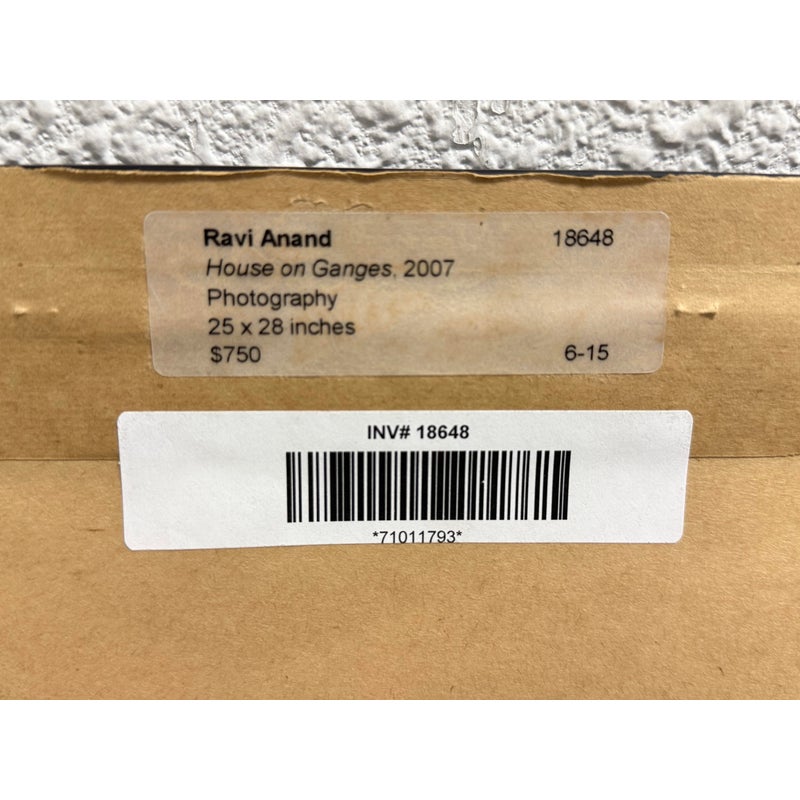 Ravi Anand 18648
House on Ganges, 2007
Photography
25 x 28 inches
$750 6-15
INV# 18648
*71011793*